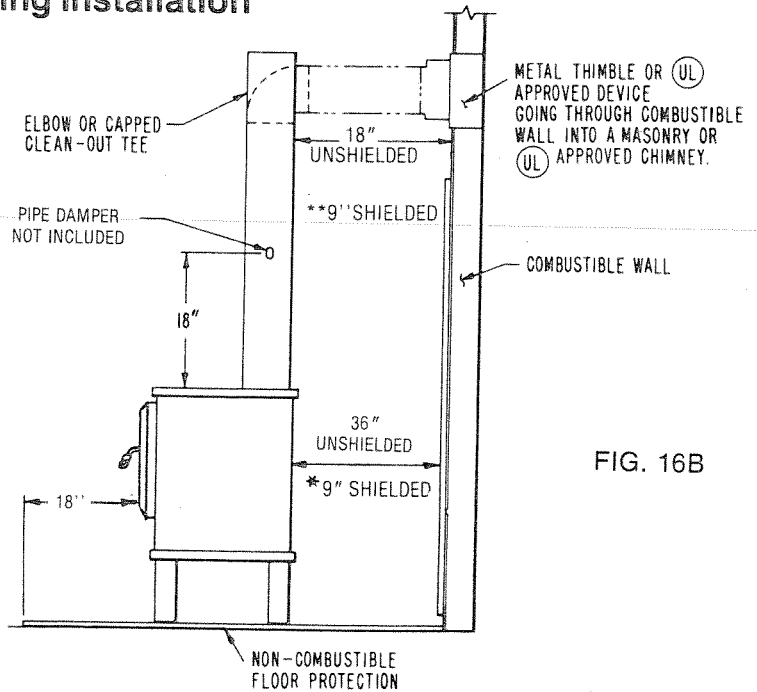 ing Installation
METAL THIMBLE OR UL
APPROVED DEVICE
GOING THROUGH COMBUSTIBLE
WALL INTO A MASONRY OR
UL APPROVED CHIMNEY.
ELBOW OR CAPPED
CLEAN-OUT TEE
18"
UNSHIELDED
**9" SHIELDED
PIPE DAMPER
NOT INCLUDED
COMBUSTIBLE WALL
18"
36"
UNSHIELDED
*9" SHIELDED
FIG. 16B
18"
NON-COMBUSTIBLE
FLOOR PROTECTION